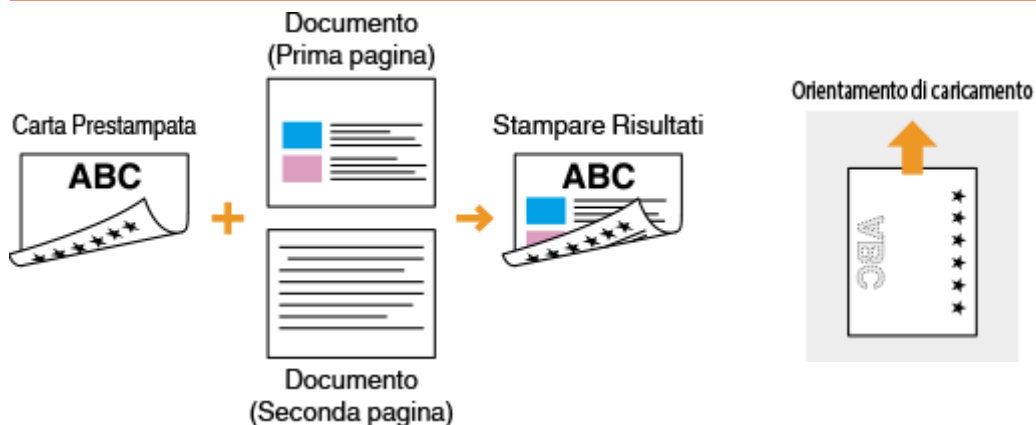 Documento
(Prima pagina)
Carta Prestampata
ABC
Stampare Risultati
ABC
Orientamento di caricamento
ABC
Documento
(Seconda pagina)